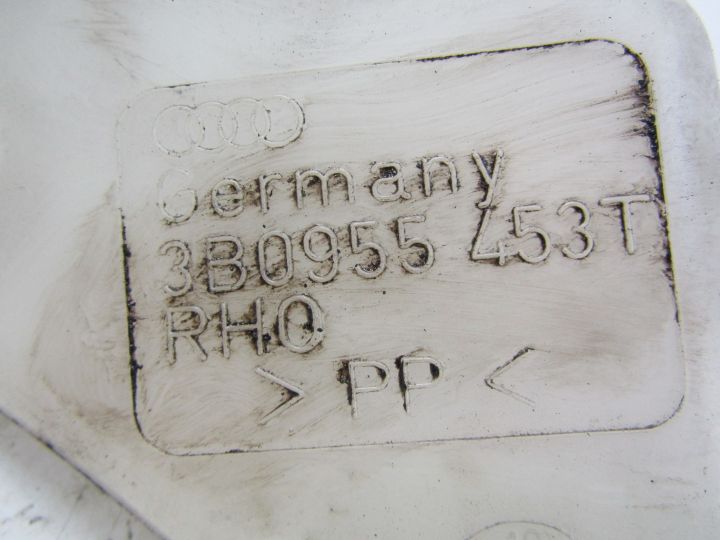 Germany
3B0955 453T
RHO
> PP <